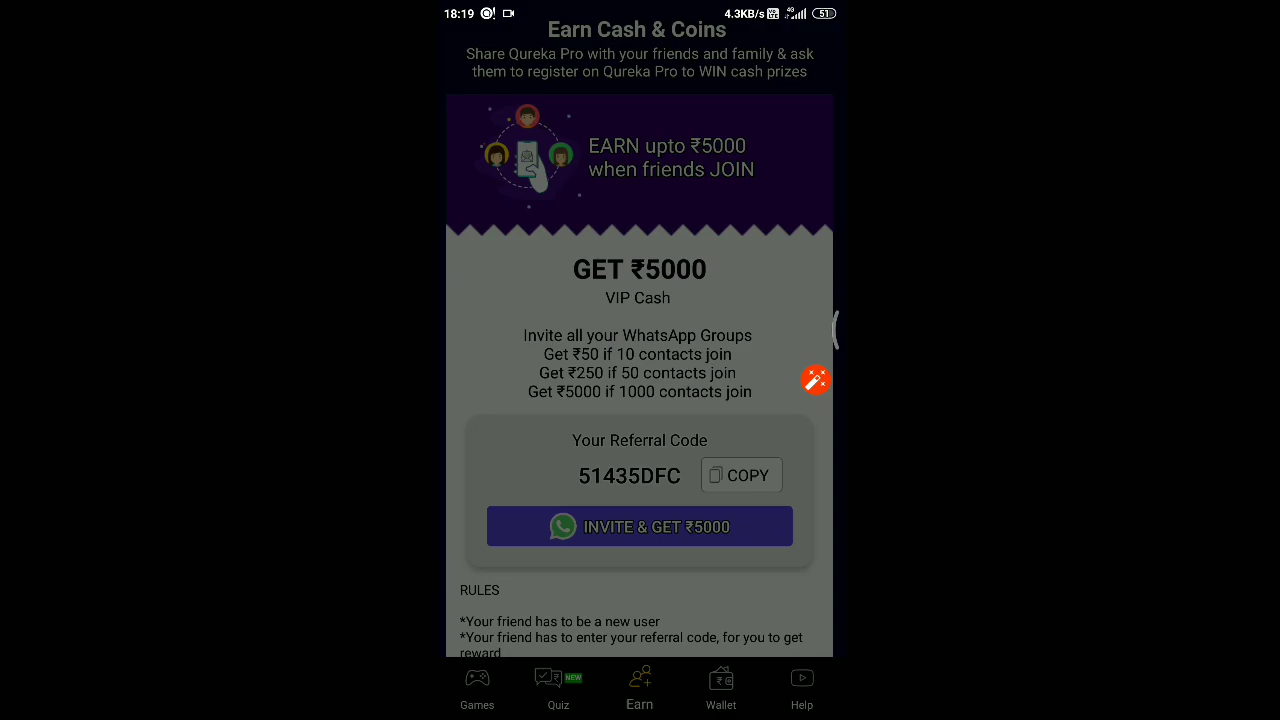 18:19
4.3KB/s
4G
51
Earn Cash & Coins
Share Qureka Pro with your friends and family & ask
them to register on Qureka Pro to WIN cash prizes
EARN upto ₹5000
when friends JOIN
GET ₹5000
VIP Cash
Invite all your WhatsApp Groups
Get ₹50 if 10 contacts join
Get ₹250 if 50 contacts join
Get ₹5000 if 1000 contacts join
Your Referral Code
51435DFC
COPY
INVITE & GET ₹5000
RULES
*Your friend has to be a new user
*Your friend has to enter your referral code, for you to get
reward
NEW
Games
Quiz
Earn
Wallet
Help